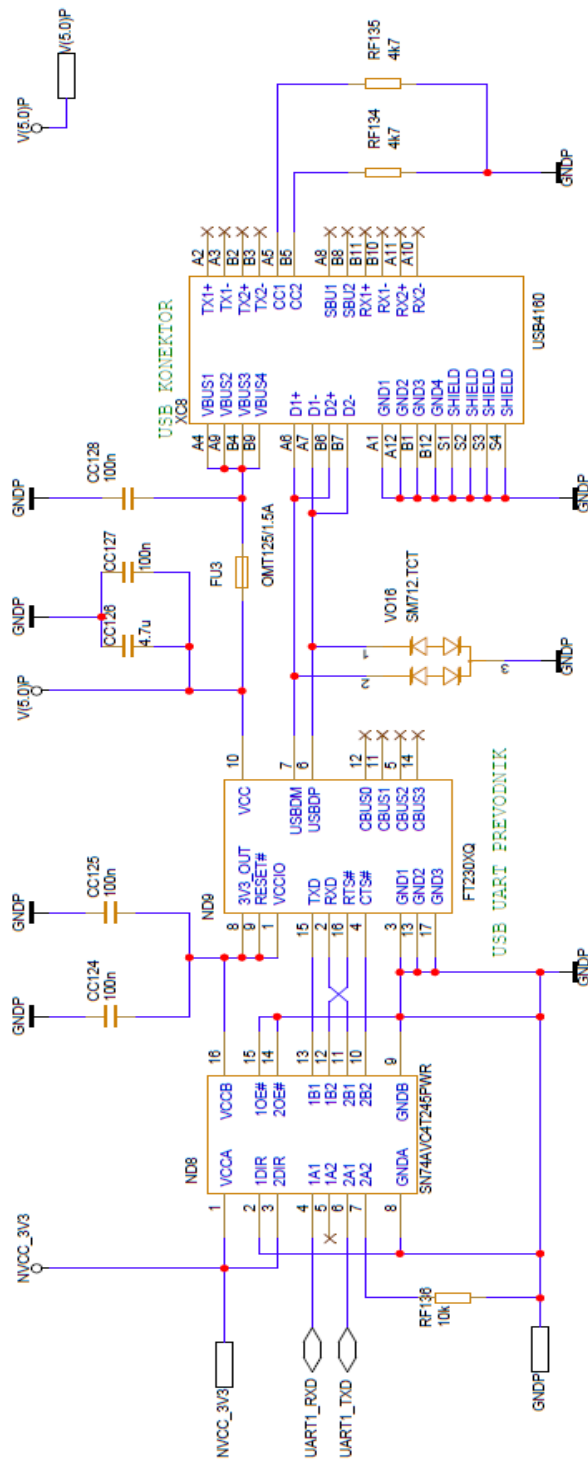 NVCC_3V3
NVCC_3V3
UART1_RXD
UART1_TXD
GNDP
RF136
10k
ND8
1
VCCA
2
1DIR
3
2DIR
4
1A1
5
1A2
6
2A1
7
2A2
8
GNDA
16
VCCB
15
1OE#
14
2OE#
13
1B1
12
1B2
11
2B1
10
2B2
9
GNDB
SN74AVC4T245PWR
GNDP
CC124
100n
GNDP
CC125
100n
ND9
8
3V3_OUT
9
RESET#
1
VCCIO
15
TXD
2
RXD
16
RTS#
4
CTS#
3
GND1
13
GND2
17
GND3
10
VCC
7
USBDM
6
USBDP
12
CBUS0
11
CBUS1
5
CBUS2
14
CBUS3
FT230XQ
USB UART PREVODNIK
GNDP
V(5.0)P
GNDP
CC126
4.7u
CC127
100n
GNDP
CC128
100n
FU3
OMT125/1.5A
VO16
SM712.TCT
2
1
3
GNDP
USB KONEKTOR
XC8
A4
VBUS1
A9
VBUS2
B4
VBUS3
B9
VBUS4
A6
D1+
A7
D1-
B6
D2+
B7
D2-
A1
GND1
A12
GND2
B1
GND3
B12
GND4
S1
SHIELD
S2
SHIELD
S3
SHIELD
S4
SHIELD
A2
TX1+
A3
TX1-
B2
TX2+
B3
TX2-
A5
CC1
B5
CC2
A8
SBU1
B8
SBU2
B11
RX1+
B10
RX1-
A11
RX2+
A10
RX2-
USB4160
GNDP
RF134
4k7
RF135
4k7
GNDP
V(5.0)P
V(5.0)P